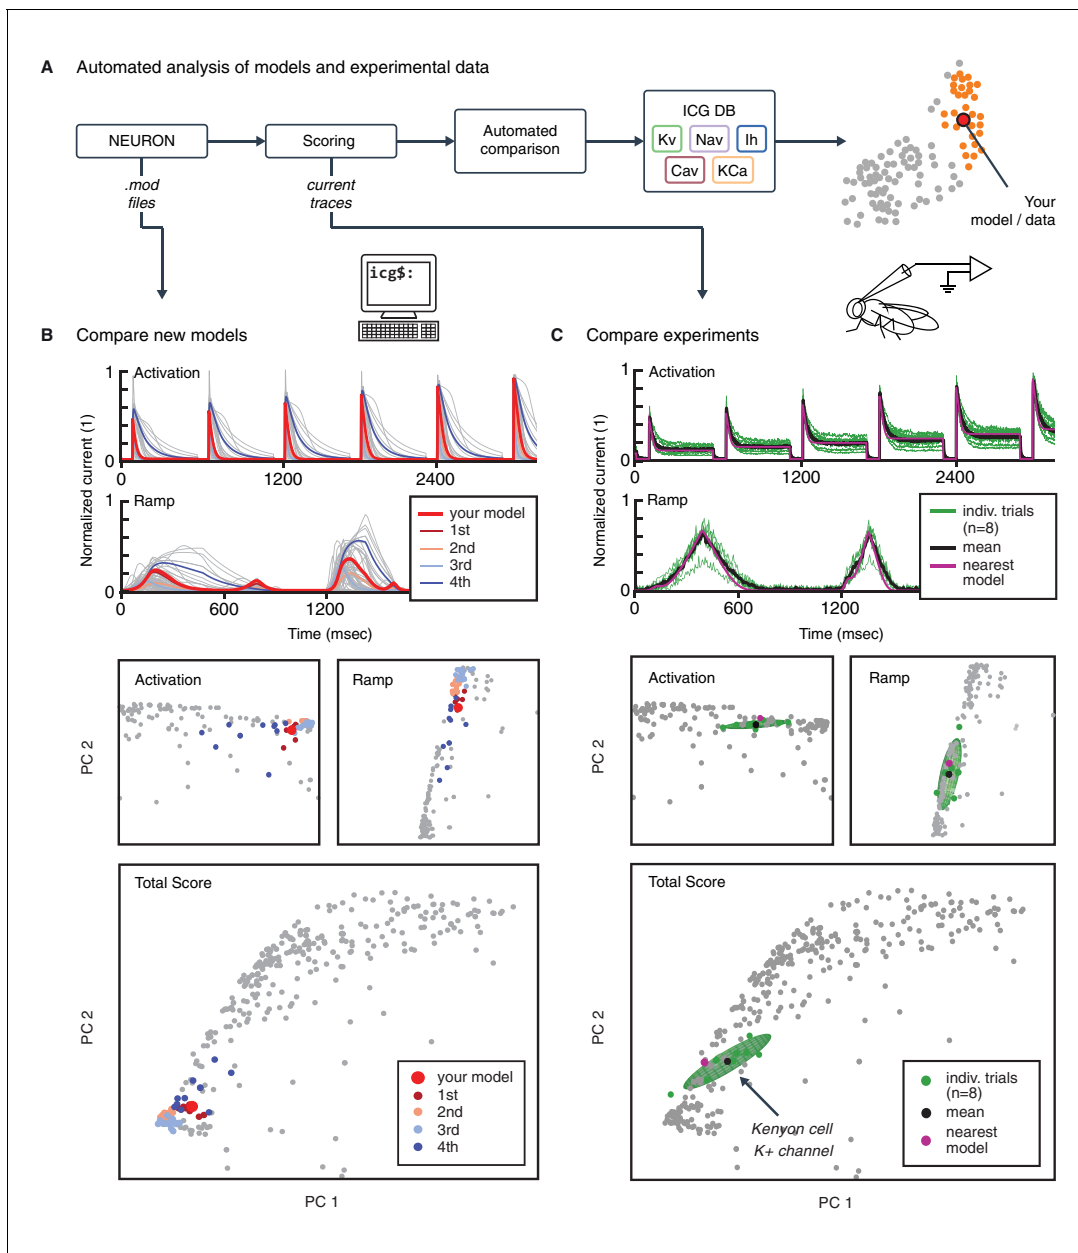 A Automated analysis of models and experimental data
NEURON
Scoring
Automated
comparison
ICG DB
Kv Nav Ih
Cav KCa
.mod
files
current
traces
Your
model / data
icg$:
B Compare new models
Activation
1
0
0 1200 2400
Normalized current (1)
Ramp
1
0
0 600 1200
Time (msec)
your model
1st
2nd
3rd
4th
Activation
Ramp
PC 2
Total Score
PC 2
PC 1
your model
1st
2nd
3rd
4th
C Compare experiments
Activation
1
0
0 1200 2400
Normalized current (1)
Ramp
1
0
0 600 1200
Time (msec)
indiv. trials
(n=8)
mean
nearest
model
Activation
Ramp
PC 2
Total Score
PC 2
PC 1
Kenyon cell
K+ channel
indiv. trials
(n=8)
mean
nearest
model